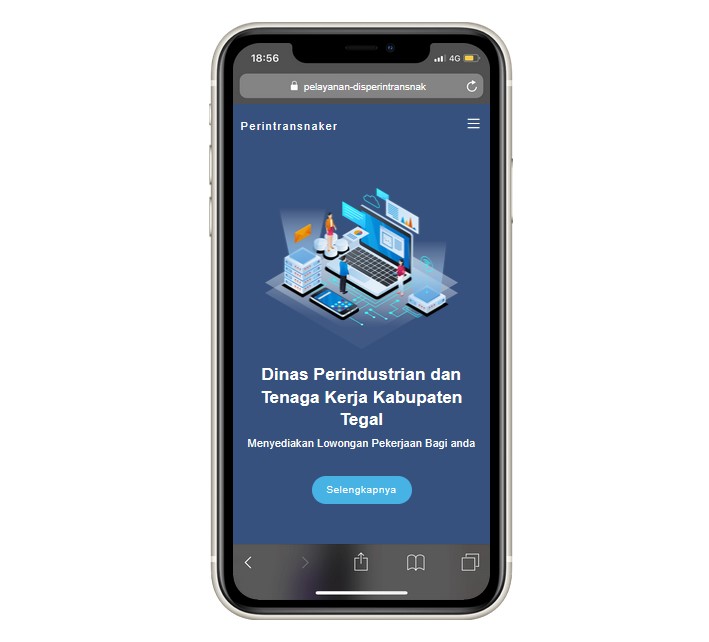 18:56
4G
pelayanan-disperintransnak
Perintransnaker
Dinas Perindustrian dan
Tenaga Kerja Kabupaten
Tegal
Menyediakan Lowongan Pekerjaan Bagi anda
Selengkapnya